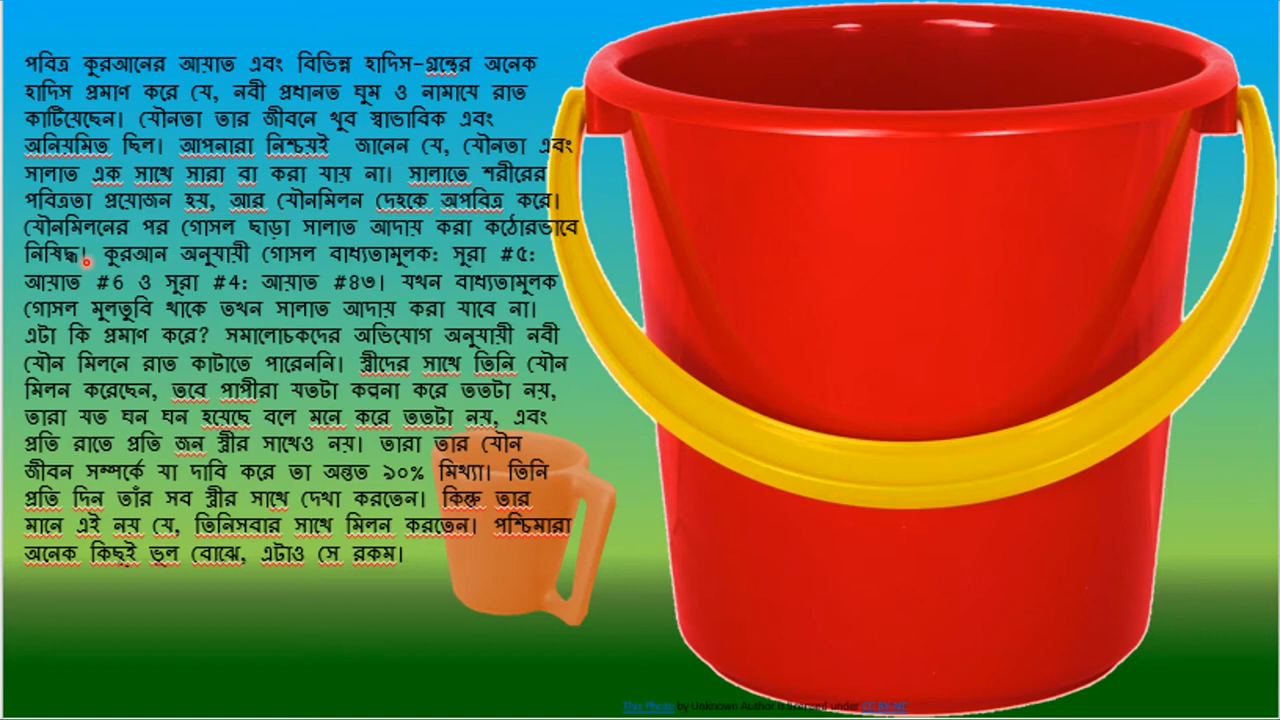 পবিত্র কুরআনের আয়াত এবং বিভিন্ন হাদিস-গ্রন্থের অনেক
হাদিস প্রমাণ করে যে, নবী প্রধানত ঘুম ও নামাযে রাত
কাটিয়েছেন। যৌনতা তার জীবনে খুব স্বাভাবিক এবং
অনিয়মিত ছিল। আপনারা নিশ্চয়ই জানেন যে, যৌনতা এবং
সালাত এক সাথে সারা বা করা যায় না। সালাতে শরীরের
পবিত্রতা প্রয়োজন হয়, আর যৌনমিলন দেহকে অপবিত্র করে।
যৌনমিলনের পর গোসল ছাড়া সালাত আদায় করা কঠোরভাবে
নিষিদ্ধ। কুরআন অনুযায়ী গোসল বাধ্যতামুলক: সুরা #৫:
আয়াত #6 ও সুরা #4: আয়াত #৪৩। যখন বাধ্যতামুলক
গোসল মুলতুবি থাকে তখন সালাত আদায় করা যাবে না।
এটা কি প্রমাণ করে? সমালোচকদের অভিযোগ অনুযায়ী নবী
যৌন মিলনে রাত কাটাতে পারেননি। স্ত্রীদের সাথে তিনি যৌন
মিলন করেছেন, তবে পাপীরা যতটা কল্পনা করে ততটা নয়,
তারা যত ঘন ঘন হয়েছে বলে মনে করে ততটা নয়, এবং
প্রতি রাতে প্রতি জন স্ত্রীর সাথেও নয়। তারা তার যৌন
জীবন সম্পর্কে যা দাবি করে তা অন্তত ৯০% মিথ্যা। তিনি
প্রতি দিন তাঁর সব স্ত্রীর সাথে দেখা করতেন। কিন্তু তার
মানে এই নয় যে, তিনিসবার সাথে মিলন করতেন। পশ্চিমারা
অনেক কিছুই ভুল বোঝে, এটাও সে রকম।
This Photo by Unknown Author is licensed under CC BY-NC